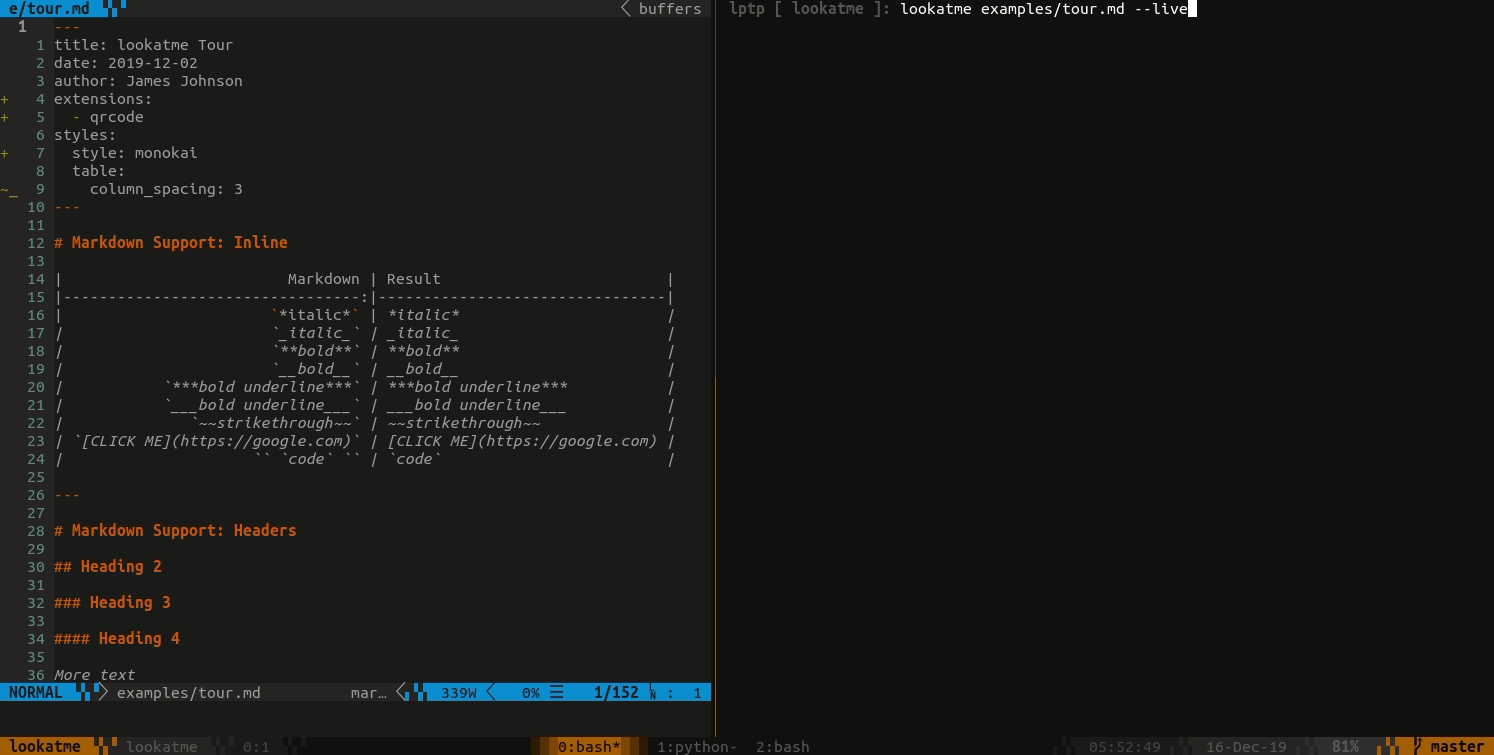 e/tour.md buffers
1 ---
1 title: lookatme Tour
2 date: 2019-12-02
3 author: James Johnson
+ 4 extensions:
+ 5   - qrcode
6 styles:
+ 7   style: monokai
8   table:
~_ 9     column_spacing: 3
10 ---
11
12 # Markdown Support: Inline
13
14 |                         Markdown | Result                         |
15 |---------------------------------:|--------------------------------|
16 |                       `*italic*` | *italic*                       |
17 |                       `_italic_` | _italic_                       |
18 |                       `**bold**` | **bold**                       |
19 |                       `__bold__` | __bold__                       |
20 |           `***bold underline***` | ***bold underline***           |
21 |           `___bold underline___` | ___bold underline___           |
22 |              `~~strikethrough~~` | ~~strikethrough~~              |
23 | `[CLICK ME](https://google.com)` | [CLICK ME](https://google.com) |
24 |                     `` `code` `` | `code`                         |
25
26 ---
27
28 # Markdown Support: Headers
29
30 ## Heading 2
31
32 ### Heading 3
33
34 #### Heading 4
35
36 More text
NORMAL examples/tour.md mar… 339W 0% ☰ 1/152 LN : 1
lptp [ lookatme ]: lookatme examples/tour.md --live
lookatme lookatme 0:1 0:bash* 1:python- 2:bash 05:52:49 16-Dec-19 81% master